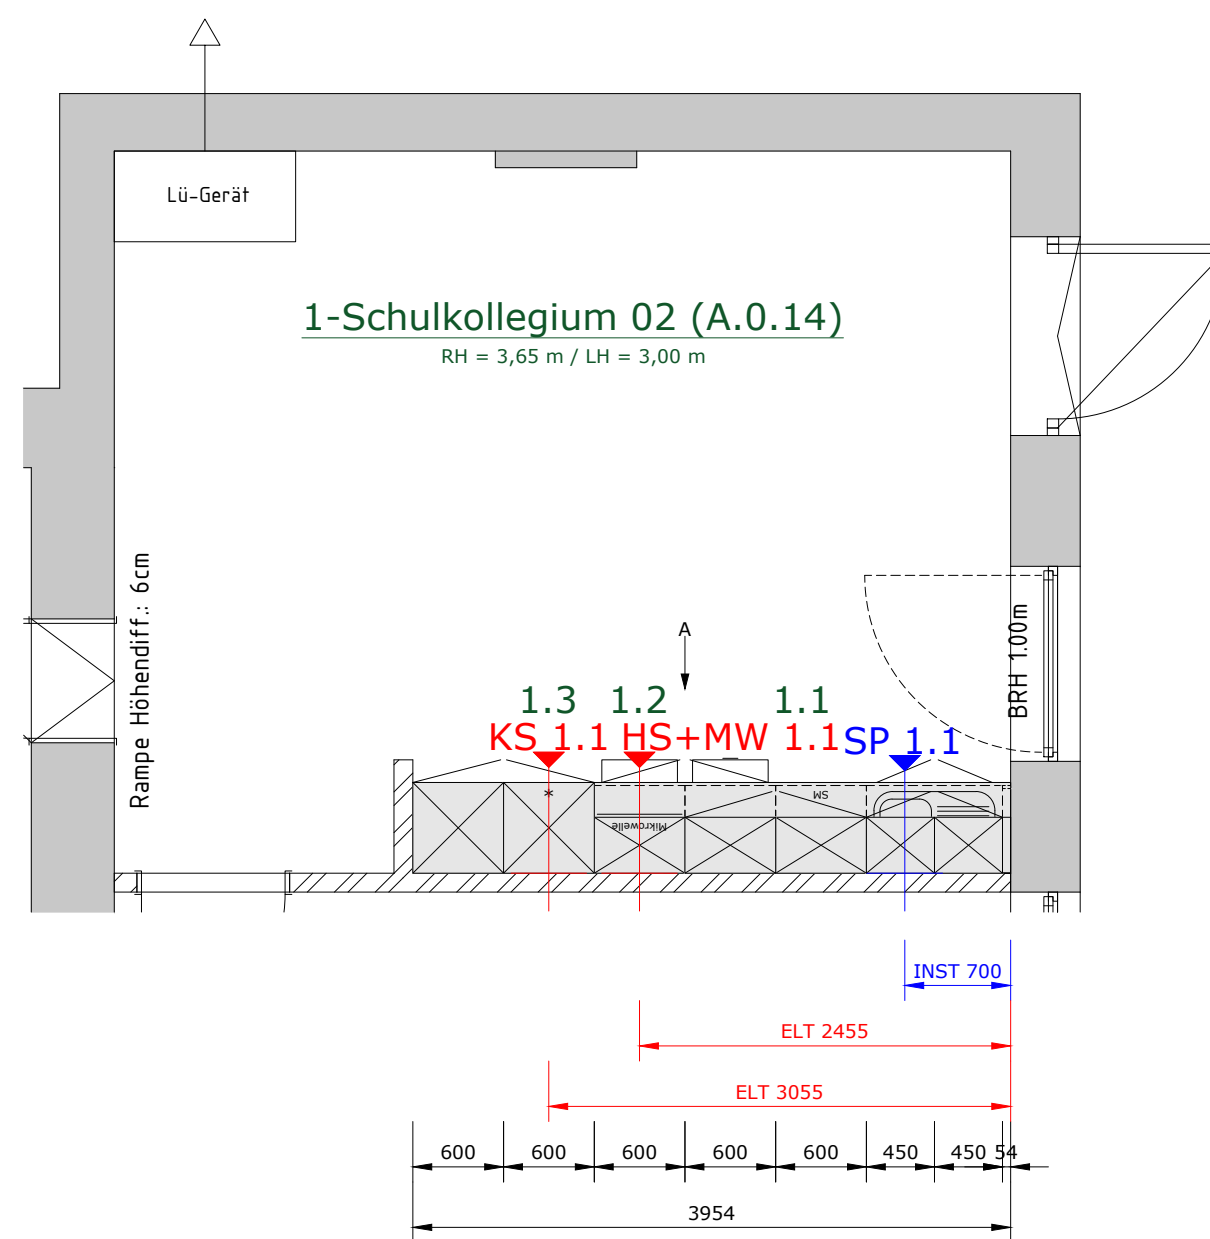 Lü-Gerät
1-Schulkollegium 02 (A.0.14)
RH = 3,65 m / LH = 3,00 m
Rampe Höhendiff.: 6cm
BRH 1.00m
A
1.3 1.2 1.1
KS 1.1 HS+MW 1.1 SP 1.1
*
SM
Mikrowelle
INST 700
ELT 2455
ELT 3055
600 600 600 600 600 450 450 54
3954